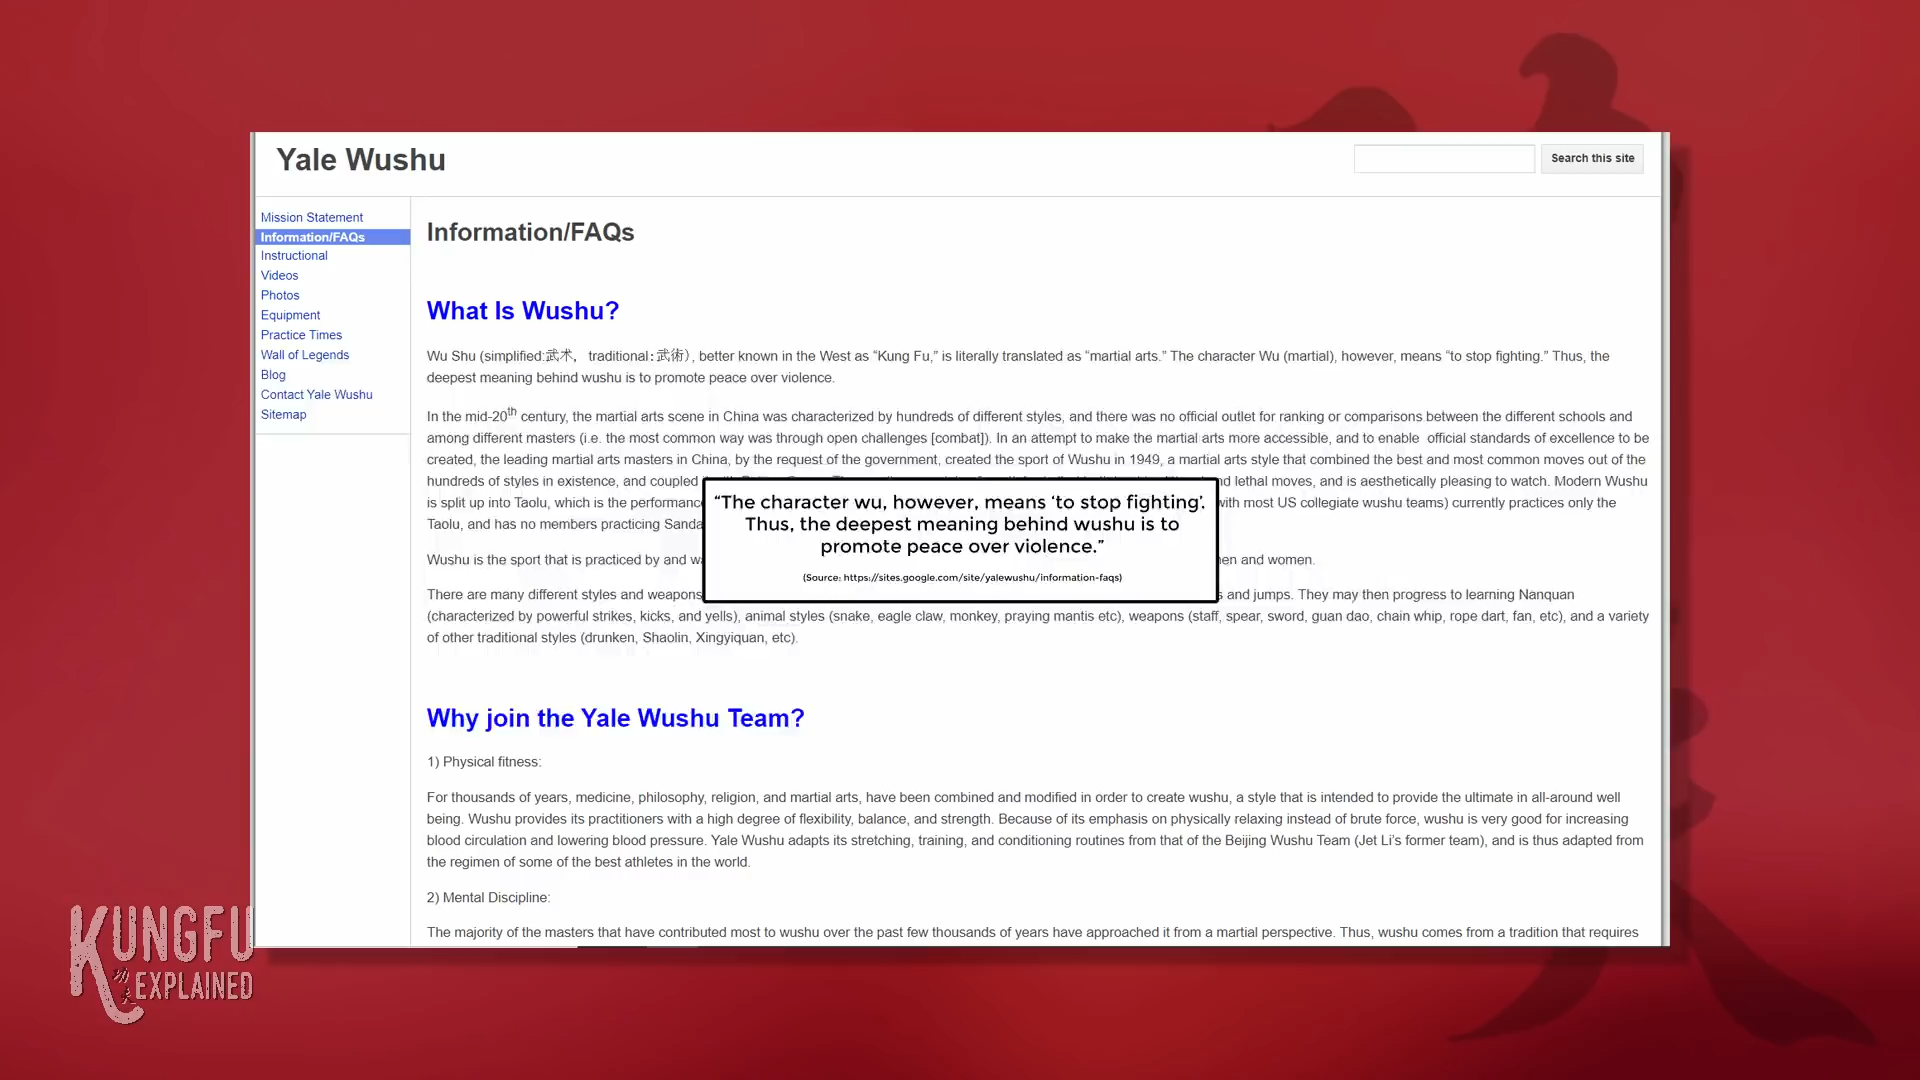 Yale Wushu
Search this site
Mission Statement
Information/FAQs
Instructional
Videos
Photos
Equipment
Practice Times
Wall of Legends
Blog
Contact Yale Wushu
Sitemap
Information/FAQs
What Is Wushu?
Wu Shu (simplified:武术, traditional:武術), better known in the West as “Kung Fu,” is literally translated as “martial arts.” The character Wu (martial), however, means “to stop fighting.” Thus, the
deepest meaning behind wushu is to promote peace over violence.
In the mid-20th century, the martial arts scene in China was characterized by hundreds of different styles, and there was no official outlet for ranking or comparisons between the different schools and
among different masters (i.e. the most common way was through open challenges [combat]). In an attempt to make the martial arts more accessible, and to enable official standards of excellence to be
created, the leading martial arts masters in China, by the request of the government, created the sport of Wushu in 1949, a martial arts style that combined the best and most common moves out of the
hundreds of styles in existence, and coupled lethal moves, and is aesthetically pleasing to watch. Modern Wushu
is split up into Taolu, which is the performance with most US collegiate wushu teams) currently practices only the
Taolu, and has no members practicing Sanda
Wushu is the sport that is practiced by and and women.
There are many different styles and weapons and jumps. They may then progress to learning Nanquan
(characterized by powerful strikes, kicks, and yells), animal styles (snake, eagle claw, monkey, praying mantis etc), weapons (staff, spear, sword, guan dao, chain whip, rope dart, fan, etc), and a variety
of other traditional styles (drunken, Shaolin, Xingyiquan, etc).
“The character wu, however, means ‘to stop fighting’.
Thus, the deepest meaning behind wushu is to
promote peace over violence.”
(Source: https://sites.google.com/site/yalewushu/information-faqs)
Why join the Yale Wushu Team?
1) Physical fitness:
For thousands of years, medicine, philosophy, religion, and martial arts, have been combined and modified in order to create wushu, a style that is intended to provide the ultimate in all-around well
being. Wushu provides its practitioners with a high degree of flexibility, balance, and strength. Because of its emphasis on physically relaxing instead of brute force, wushu is very good for increasing
blood circulation and lowering blood pressure. Yale Wushu adapts its stretching, training, and conditioning routines from that of the Beijing Wushu Team (Jet Li’s former team), and is thus adapted from
the regimen of some of the best athletes in the world.
2) Mental Discipline:
The majority of the masters that have contributed most to wushu over the past few thousands of years have approached it from a martial perspective. Thus, wushu comes from a tradition that requires
KUNGFU
功夫
EXPLAINED